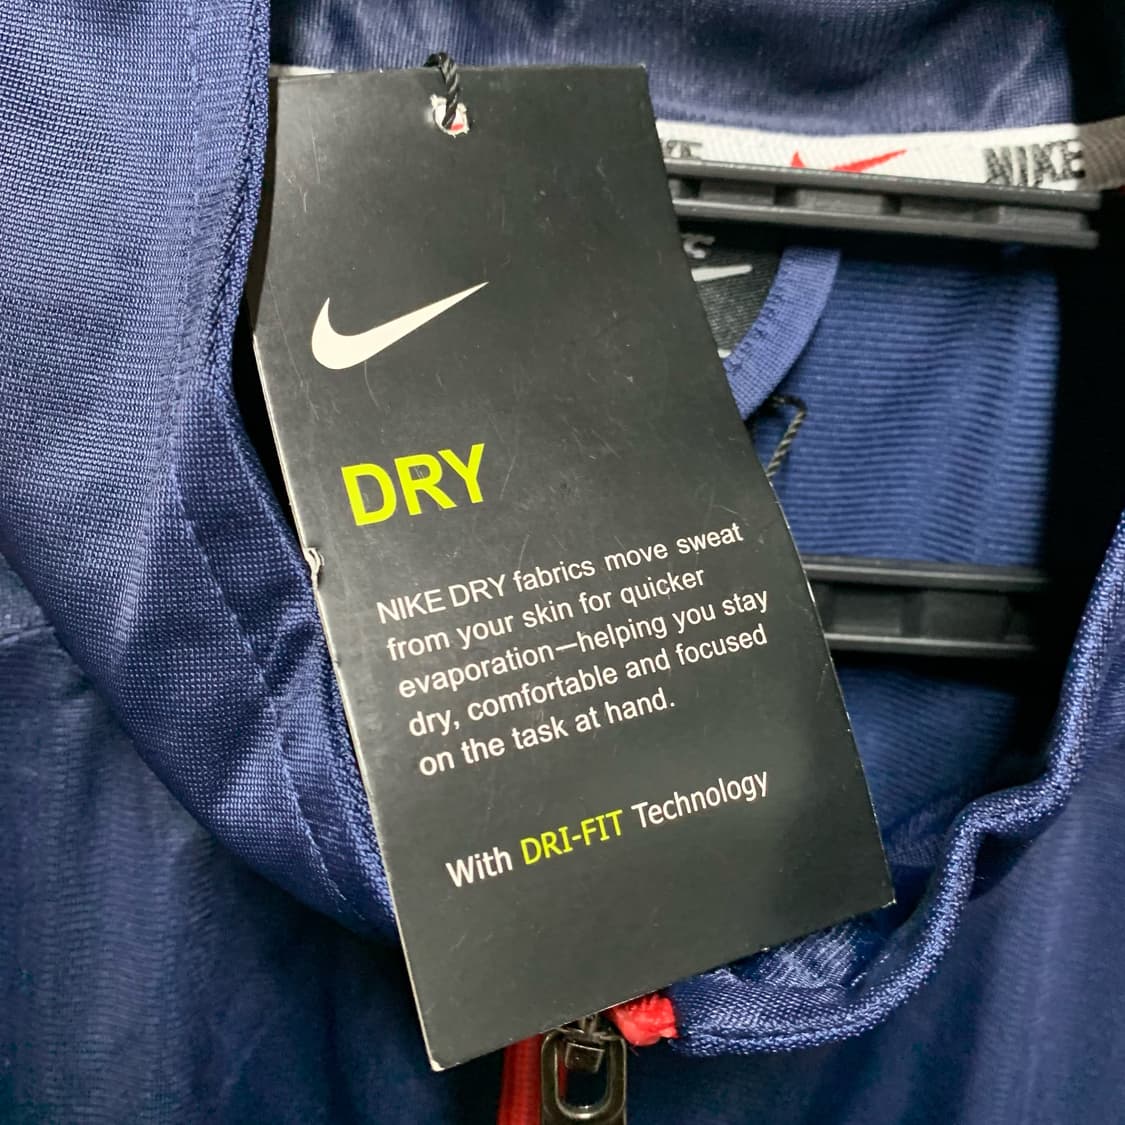 NIKE
DRY
NIKE DRY fabrics move sweat
from your skin for quicker
evaporation—helping you stay
dry, comfortable and focused
on the task at hand.
With DRI-FIT Technology